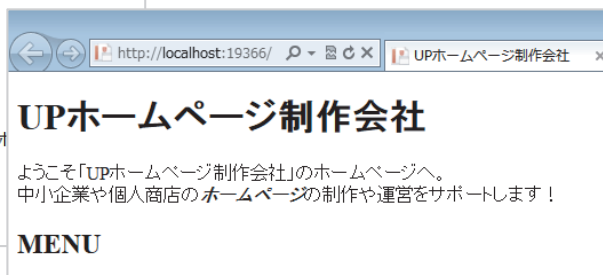 http://localhost:19366/
UPホームページ制作会社
UPホームページ制作会社
ようこそ「UPホームページ制作会社」のホームページへ。
中小企業や個人商店のホームページの制作や運営をサポートします！
MENU